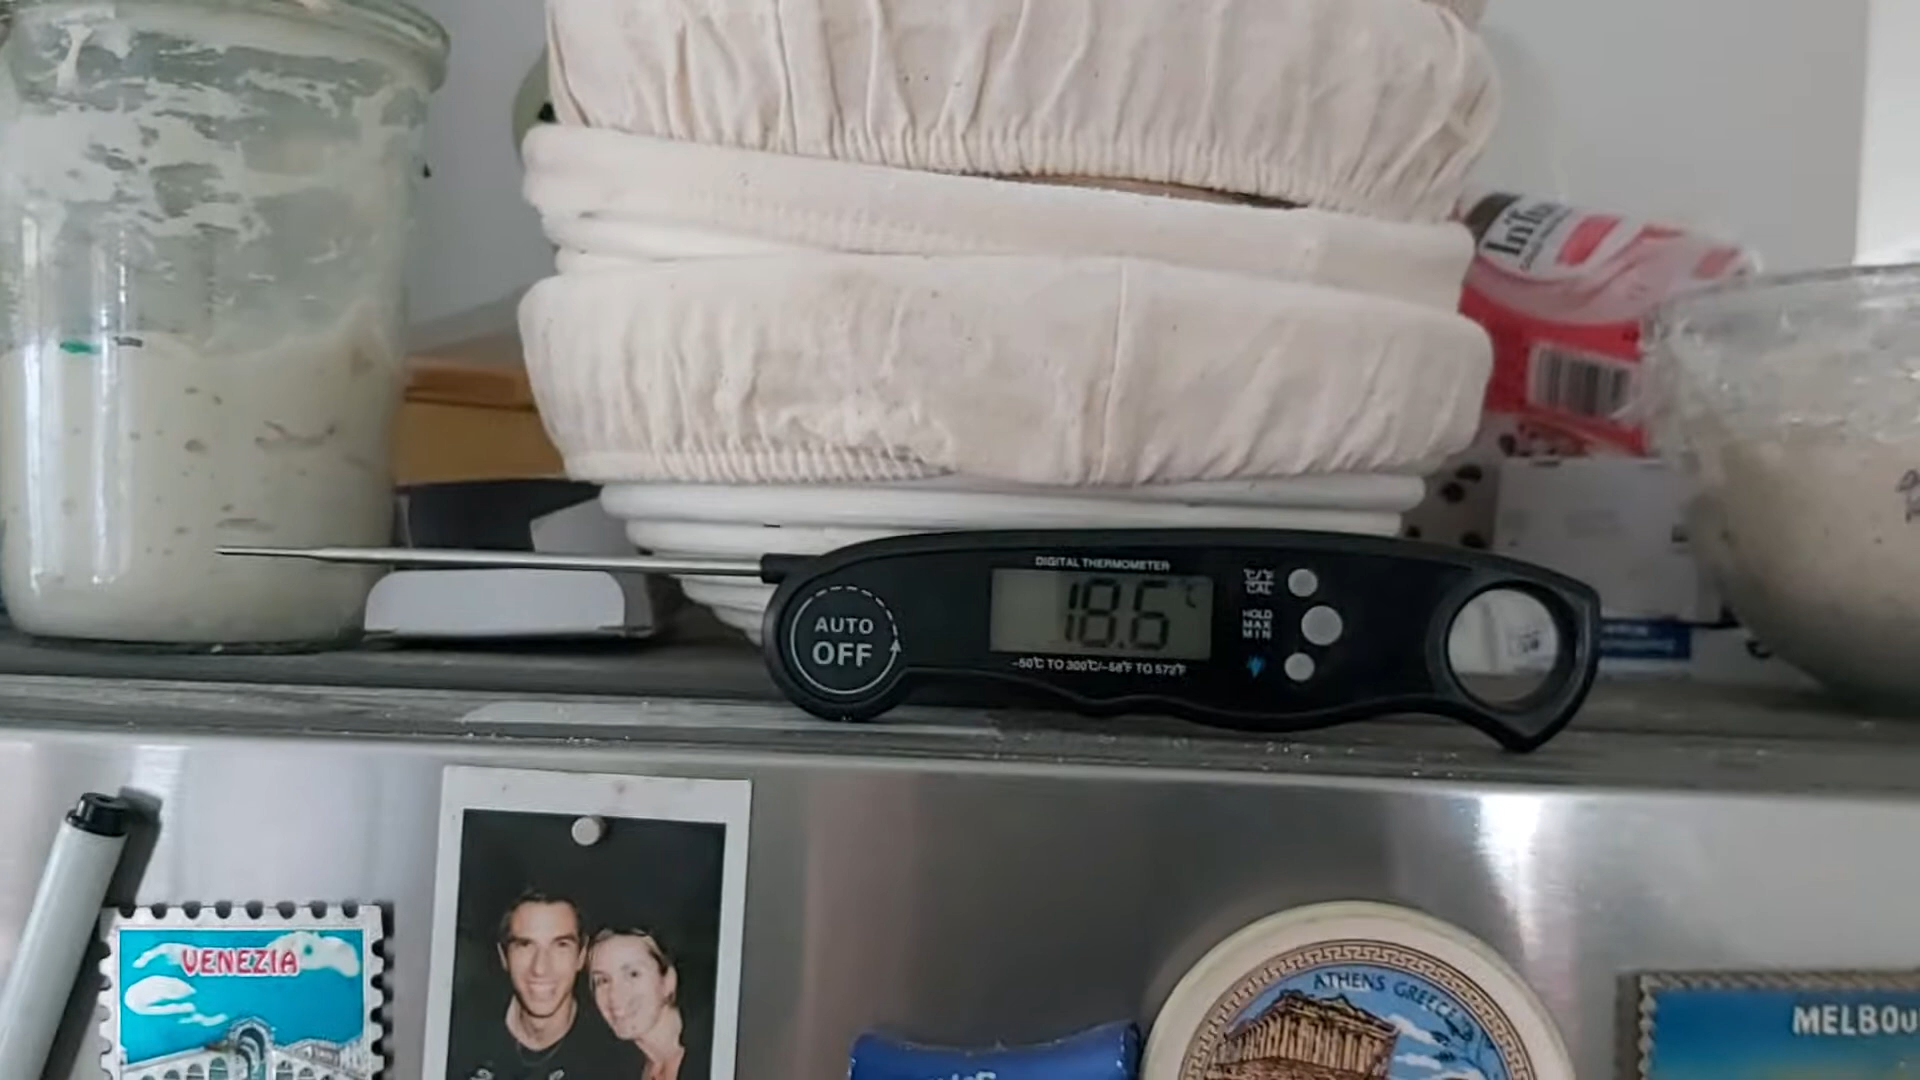 DIGITAL THERMOMETER
AUTO
OFF
18.6 ℃
-50℃ TO 300℃/-58℉ TO 572℉
℃/℉
CAL
HOLD
MAX
MIN
VENEZIA
ATHENS GREECE